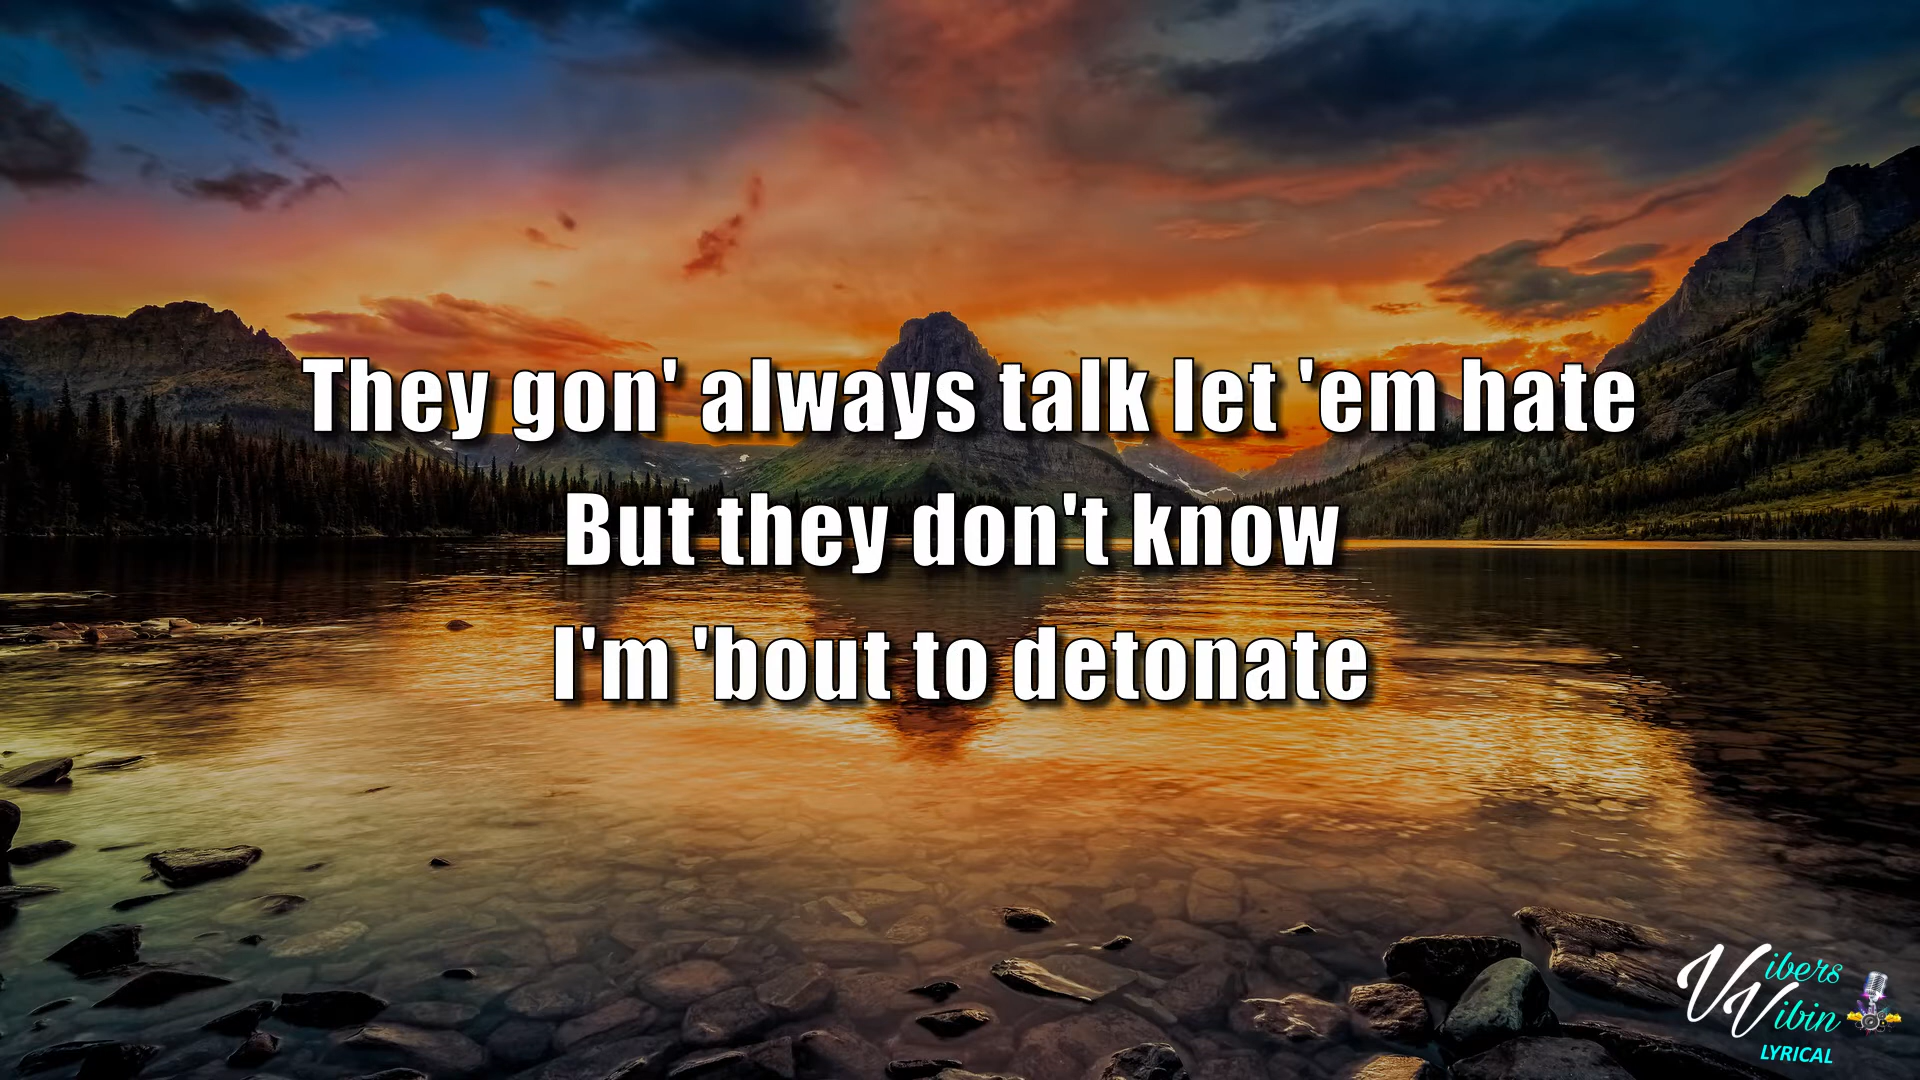 They gon' always talk let 'em hate
But they don't know
I'm 'bout to detonate
Vibers
Vibin
LYRICAL